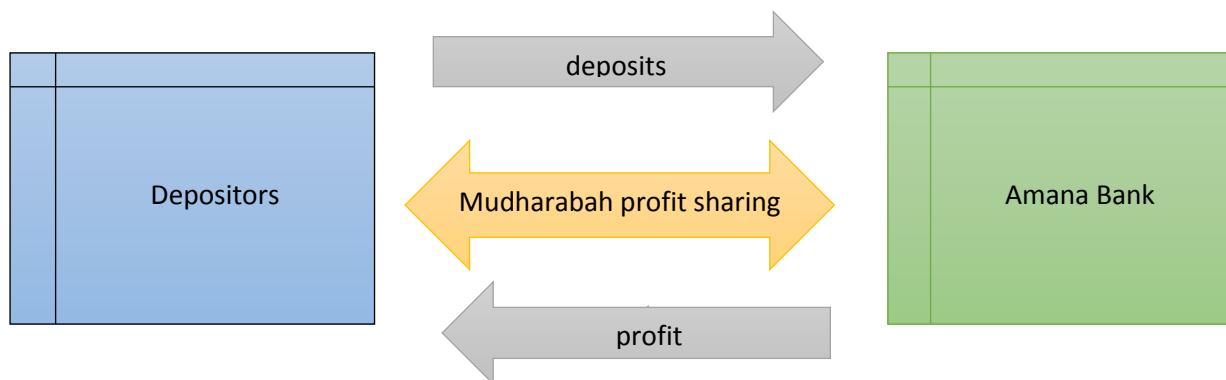 deposits
Depositors
Mudharabah profit sharing
Amana Bank
profit